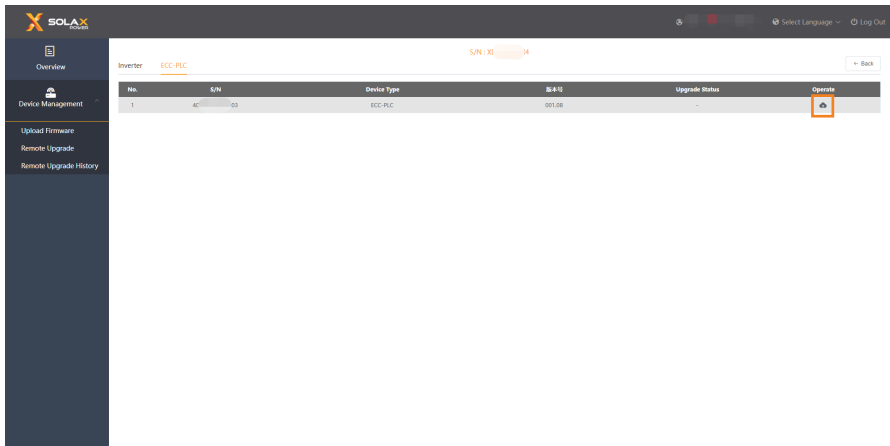 SOLAX
POWER
Select Language
Log Out
Overview
Device Management
Upload Firmware
Remote Upgrade
Remote Upgrade History
S/N : XI 4
Inverter ECC-PLC
← Back
No. S/N Device Type 版本号 Upgrade Status Operate
1 4C 03 ECC-PLC 001.08 -